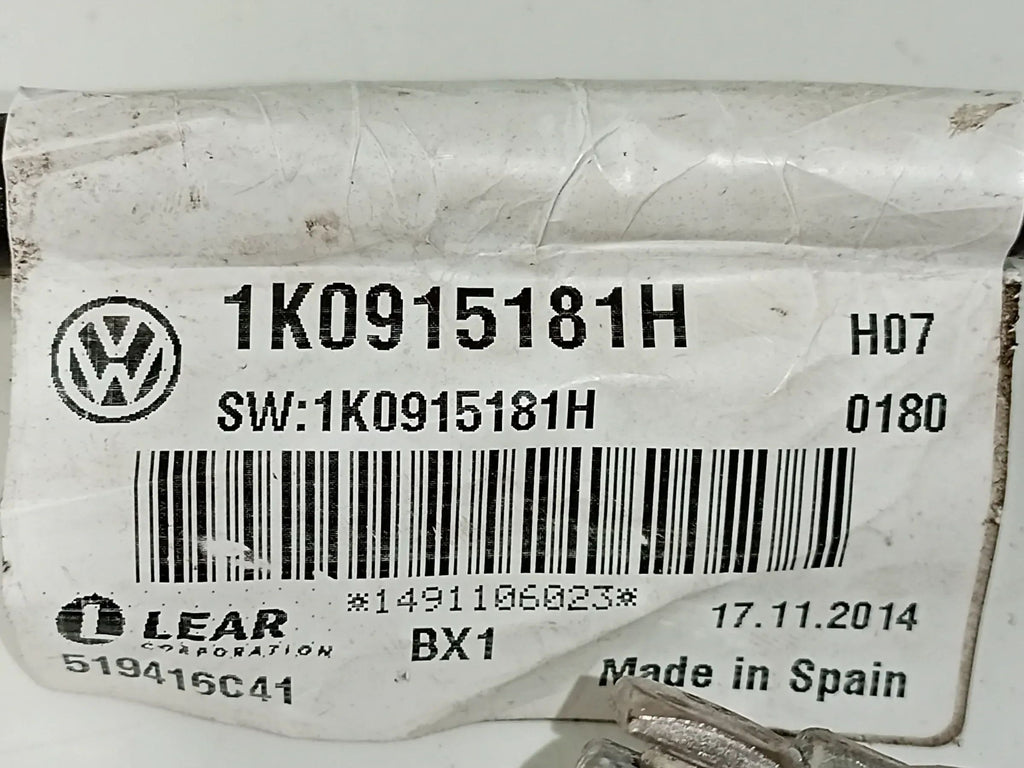 1K0915181H H07
SW:1K0915181H 0180
*1491106023*
17.11.2014
LEAR
CORPORATION
BX1
519416C41
Made in Spain